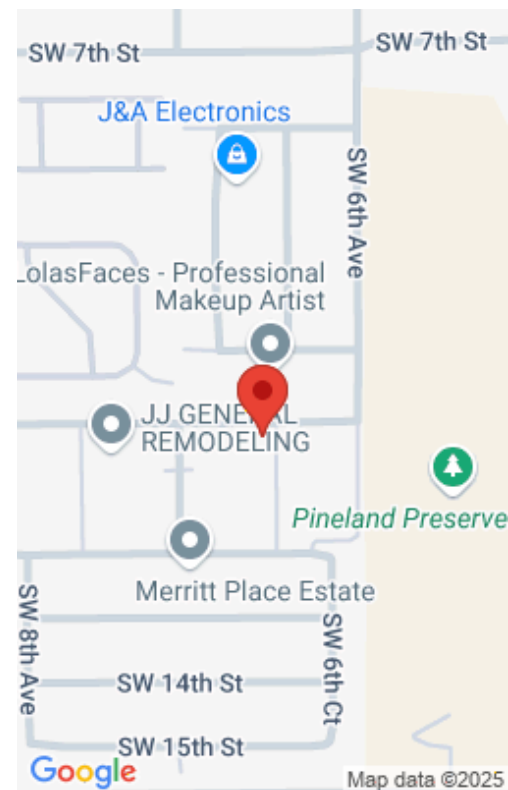 SW 7th St
SW 7th St
J&A Electronics
SW 6th Ave
LolasFaces - Professional
Makeup Artist
JJ GENERAL
REMODELING
Pineland Preserve
Merritt Place Estate
SW 8th Ave
SW 6th Ct
SW 14th St
SW 15th St
Google
Map data ©2025